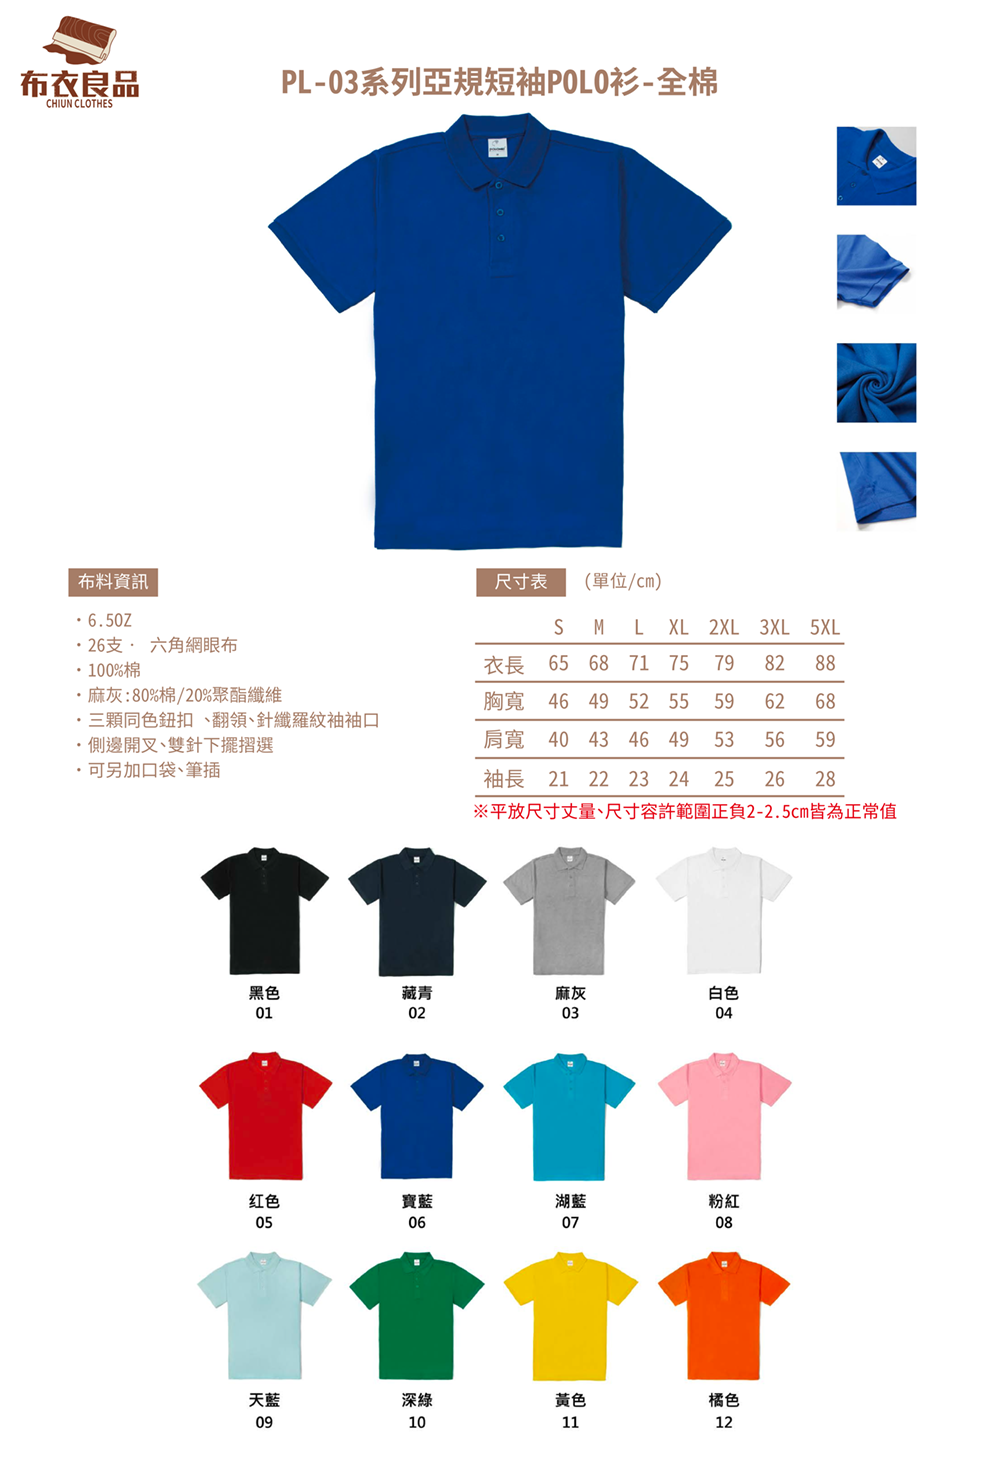 布衣良品
CHIUN CLOTHES
PL-03系列亞規短袖POLO衫-全棉
布料資訊
・6.5OZ
・26支· 六角網眼布
・100%棉
・麻灰:80%棉/20%聚酯纖維
・三顆同色鈕扣 、翻領、針纖羅紋袖袖口
・側邊開叉、雙針下擺摺選
・可另加口袋、筆插
尺寸表 (單位/cm)
S M L XL 2XL 3XL 5XL
衣長 65 68 71 75 79 82 88
胸寬 46 49 52 55 59 62 68
肩寬 40 43 46 49 53 56 59
袖長 21 22 23 24 25 26 28
※平放尺寸丈量、尺寸容許範圍正負2-2.5cm皆為正常值
黑色 藏青 麻灰 白色
01 02 03 04
红色 寶藍 湖藍 粉紅
05 06 07 08
天藍 深綠 黃色 橘色
09 10 11 12